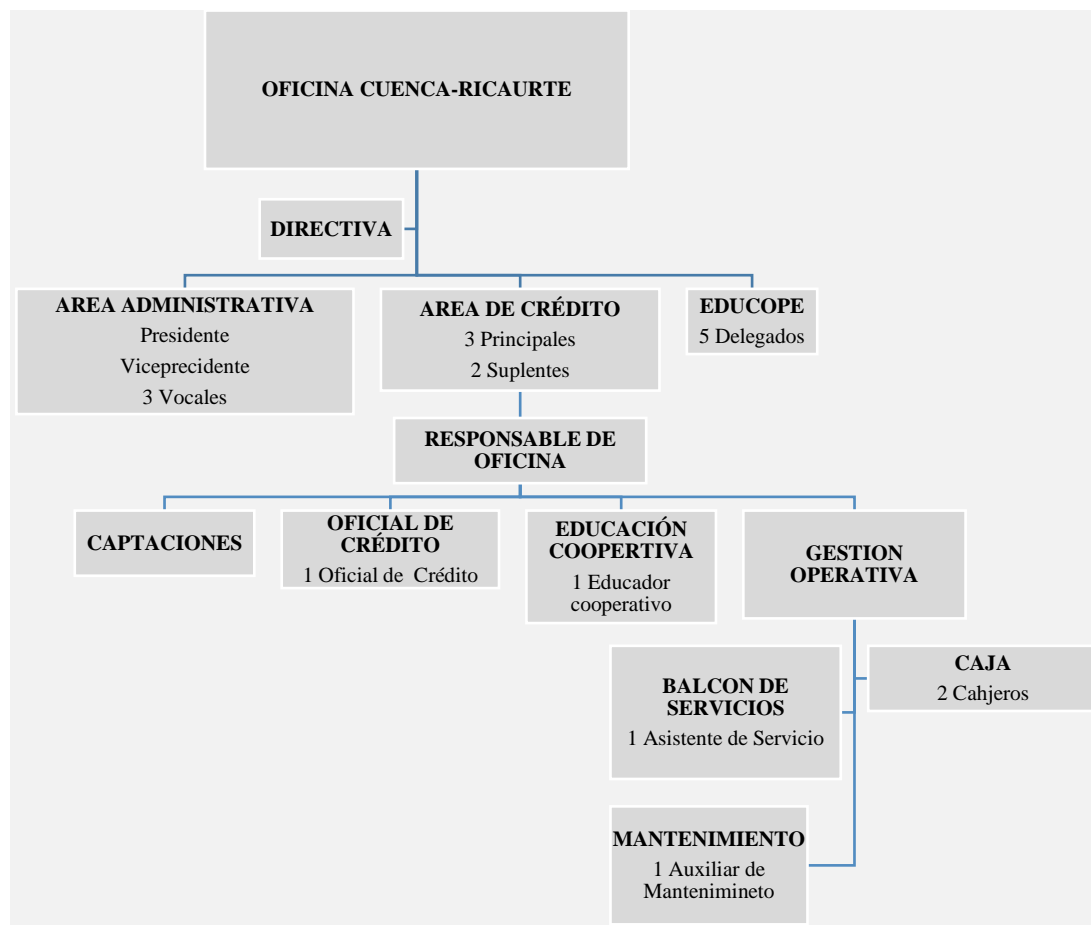 OFICINA CUENCA-RICAURTE
DIRECTIVA
AREA ADMINISTRATIVA
Presidente
Viceprecidente
3 Vocales
AREA DE CRÉDITO
3 Principales
2 Suplentes
EDUCOPE
5 Delegados
RESPONSABLE DE
OFICINA
CAPTACIONES
OFICIAL DE
CRÉDITO
1 Oficial de  Crédito
EDUCACIÓN
COOPERTIVA
1 Educador
cooperativo
GESTION
OPERATIVA
BALCON DE
SERVICIOS
1 Asistente de Servicio
CAJA
2 Cahjeros
MANTENIMIENTO
1 Auxiliar de
Mantenimineto